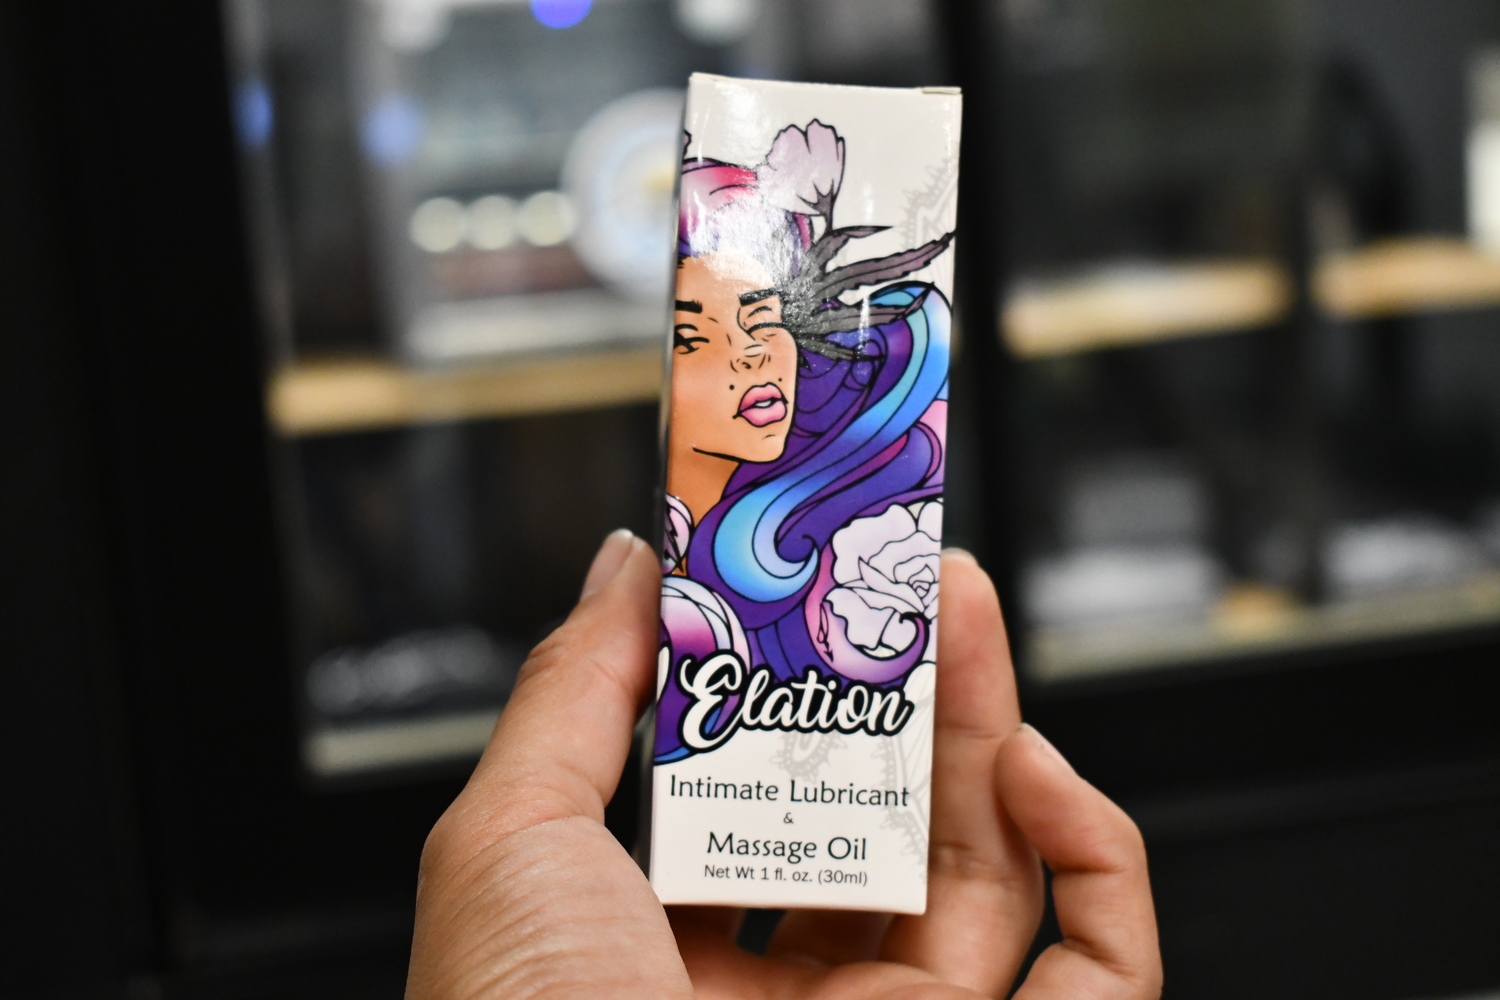 Elation
Intimate Lubricant
&
Massage Oil
Net Wt 1 fl. oz. (30ml)